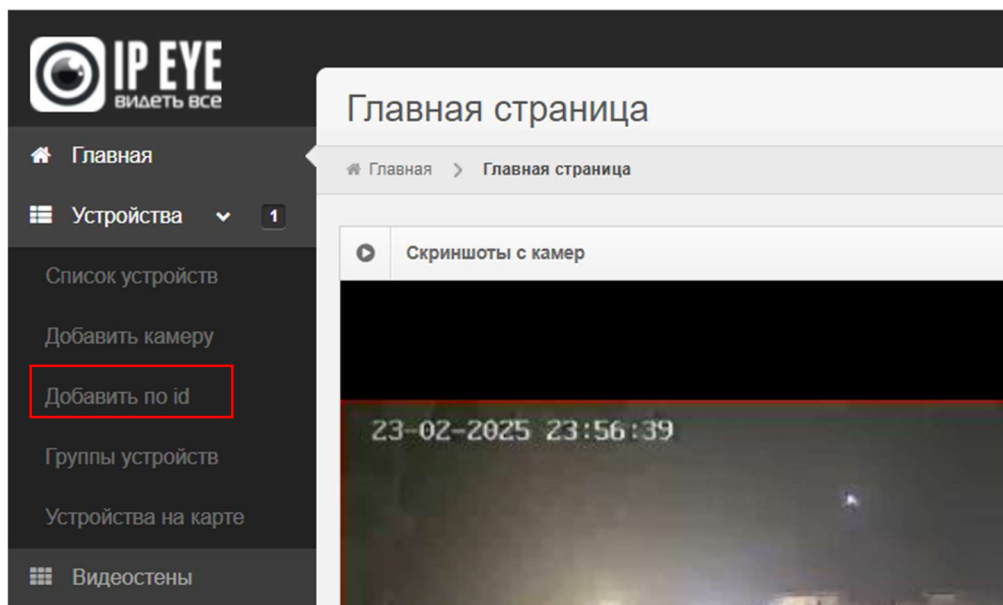 IP EYE
видеть все
Главная
Устройства 1
Список устройств
Добавить камеру
Добавить по id
Группы устройств
Устройства на карте
Видеостены
Главная страница
Главная > Главная страница
Скриншоты с камер
23-02-2025 23:56:39